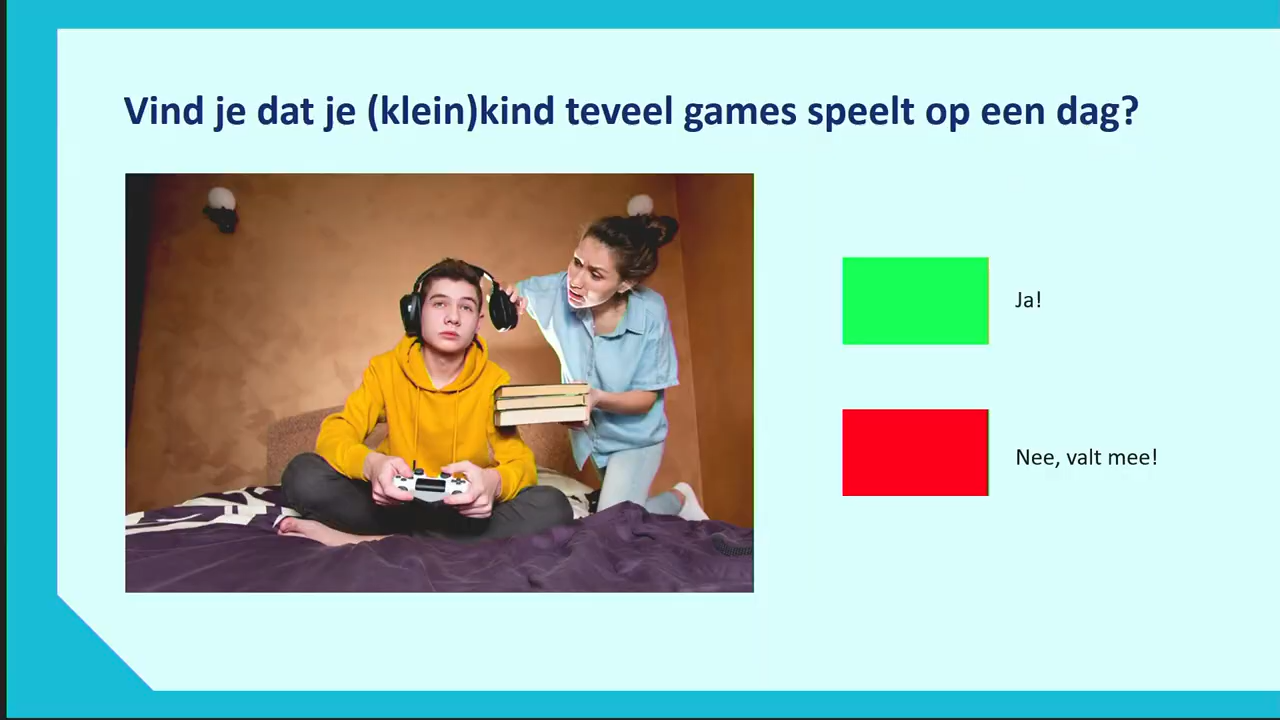 Vind je dat je (klein)kind teveel games speelt op een dag?
Ja!
Nee, valt mee!